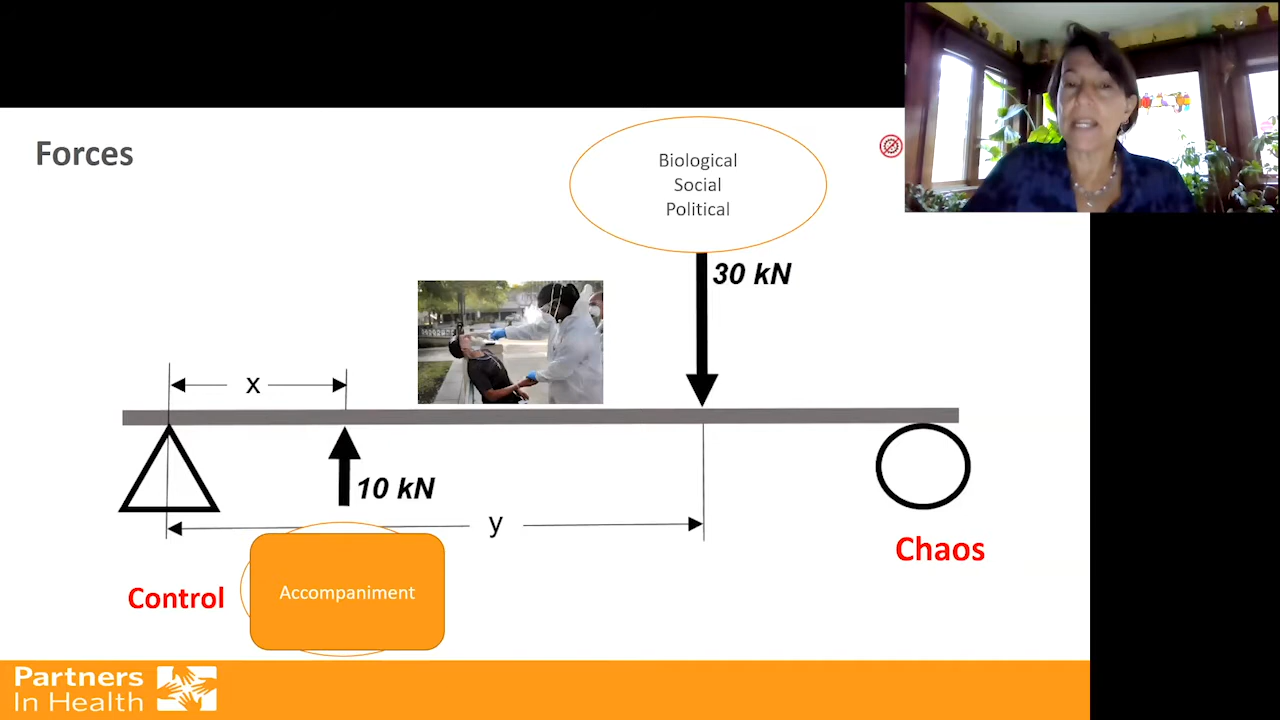 Forces
Biological
Social
Political
30 kN
x
10 kN
y
Chaos
Control
Accompaniment
Partners
In Health